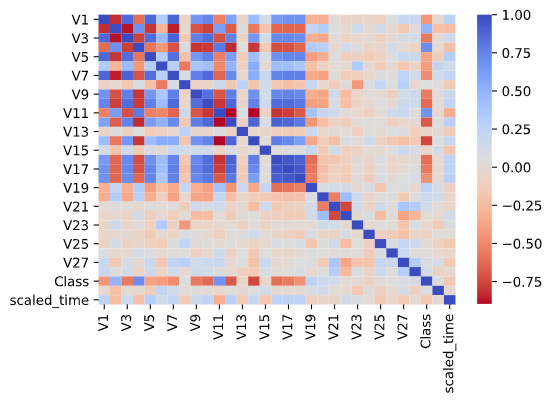 V1
V3
V5
V7
V9
V11
V13
V15
V17
V19
V21
V23
V25
V27
Class
scaled_time
V1
V3
V5
V7
V9
V11
V13
V15
V17
V19
V21
V23
V25
V27
Class
scaled_time
1.00
0.75
0.50
0.25
0.00
−0.25
−0.50
−0.75